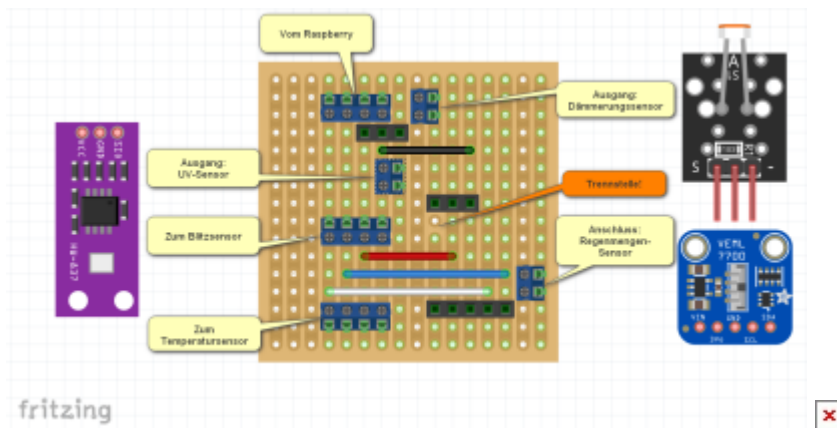 Vom Raspberry
Ausgang:
Dämmerungssensor
Ausgang:
UV-Sensor
Trennstelle!
Zum Blitzsensor
Anschluss:
Regenmengen-
Sensor
Zum
Temperatursensor
VCC
GND
SIG
S
-
VEML
7700
VIN
GND
SDA
3Vo
SCL
fritzing